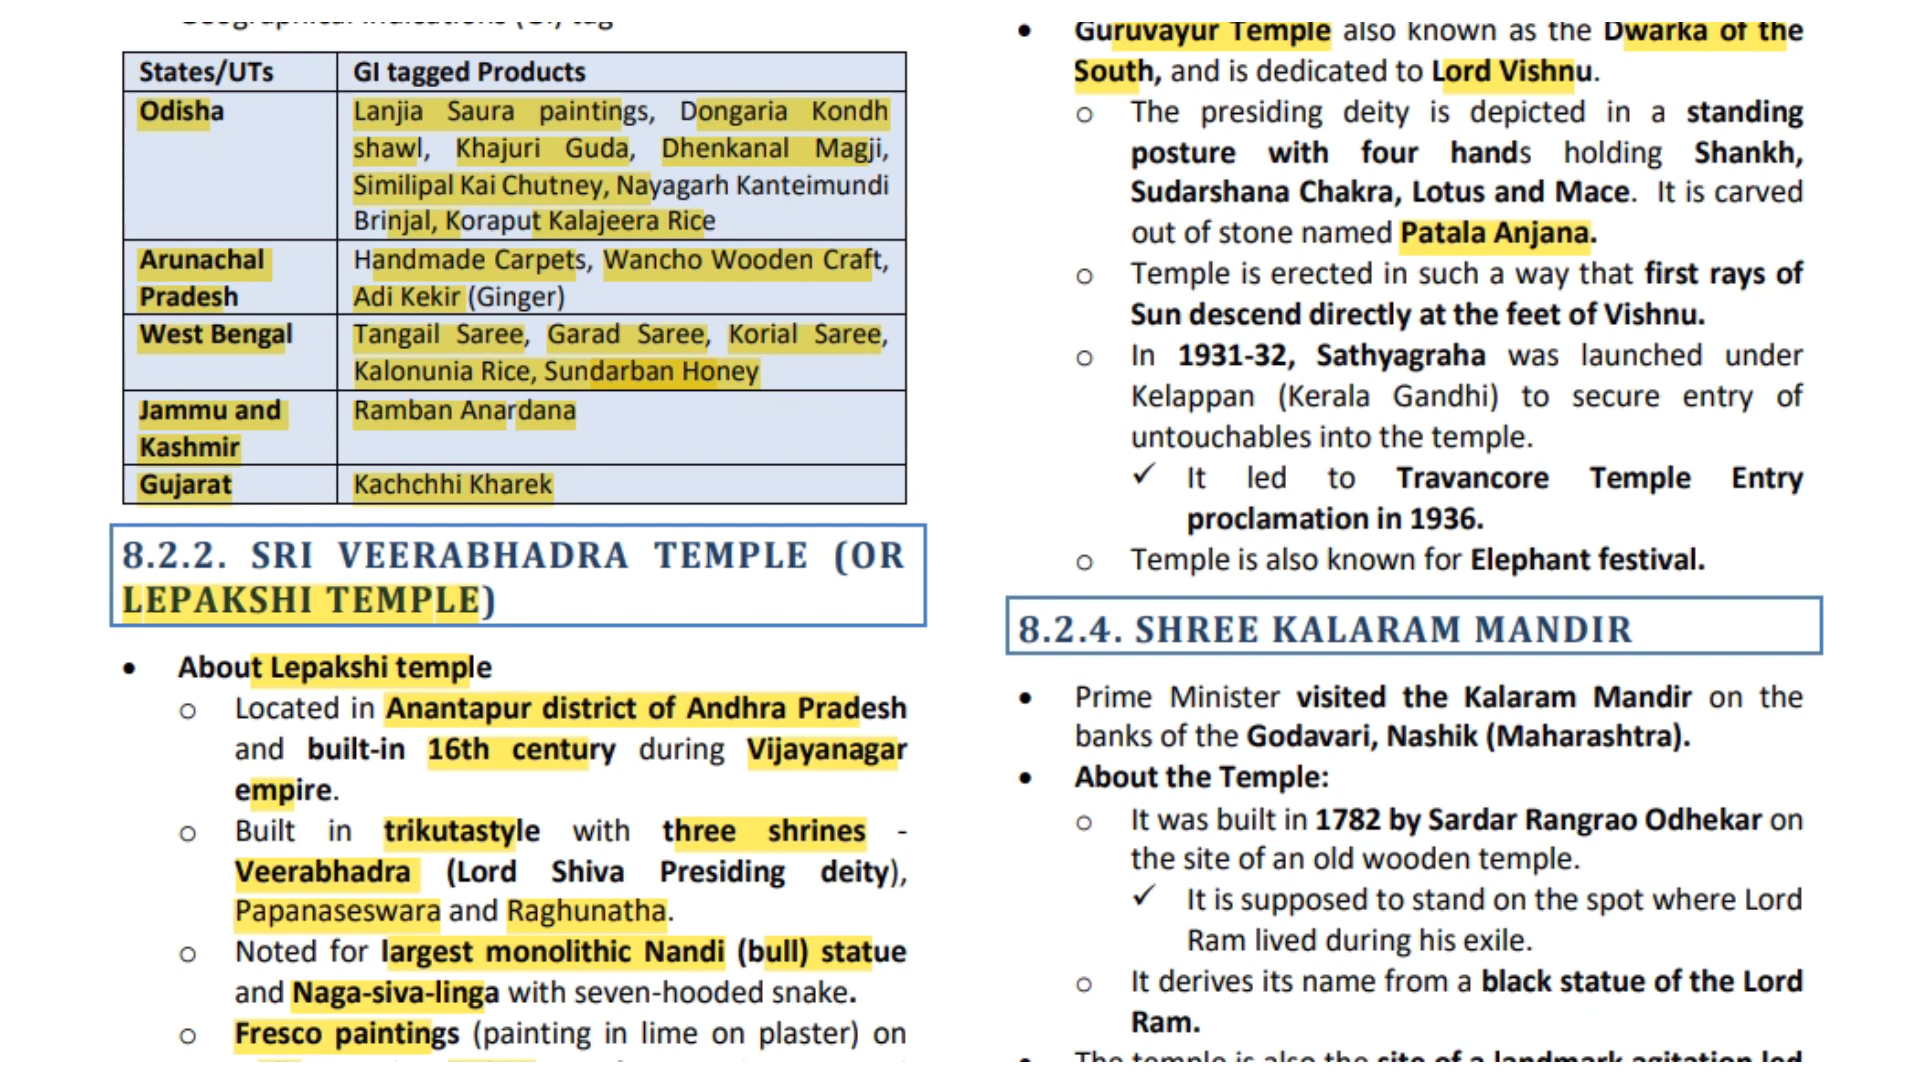 Geographical Indications (GI) tag
States/UTs GI tagged Products
Odisha Lanjia Saura paintings, Dongaria Kondh
shawl, Khajuri Guda, Dhenkanal Magji,
Similipal Kai Chutney, Nayagarh Kanteimundi
Brinjal, Koraput Kalajeera Rice
Arunachal Handmade Carpets, Wancho Wooden Craft,
Pradesh Adi Kekir (Ginger)
West Bengal Tangail Saree, Garad Saree, Korial Saree,
Kalonunia Rice, Sundarban Honey
Jammu and Ramban Anardana
Kashmir
Gujarat Kachchhi Kharek
8.2.2. SRI VEERABHADRA TEMPLE (OR
LEPAKSHI TEMPLE)
• About Lepakshi temple
o Located in Anantapur district of Andhra Pradesh
and built-in 16th century during Vijayanagar
empire.
o Built in trikutastyle with three shrines -
Veerabhadra (Lord Shiva Presiding deity),
Papanaseswara and Raghunatha.
o Noted for largest monolithic Nandi (bull) statue
and Naga-siva-linga with seven-hooded snake.
o Fresco paintings (painting in lime on plaster) on
• Guruvayur Temple also known as the Dwarka of the
South, and is dedicated to Lord Vishnu.
o The presiding deity is depicted in a standing
posture with four hands holding Shankh,
Sudarshana Chakra, Lotus and Mace. It is carved
out of stone named Patala Anjana.
o Temple is erected in such a way that first rays of
Sun descend directly at the feet of Vishnu.
o In 1931-32, Sathyagraha was launched under
Kelappan (Kerala Gandhi) to secure entry of
untouchables into the temple.
✓ It led to Travancore Temple Entry
proclamation in 1936.
o Temple is also known for Elephant festival.
8.2.4. SHREE KALARAM MANDIR
• Prime Minister visited the Kalaram Mandir on the
banks of the Godavari, Nashik (Maharashtra).
• About the Temple:
o It was built in 1782 by Sardar Rangrao Odhekar on
the site of an old wooden temple.
✓ It is supposed to stand on the spot where Lord
Ram lived during his exile.
o It derives its name from a black statue of the Lord
Ram.
• The temple is also the site of a landmark agitation led